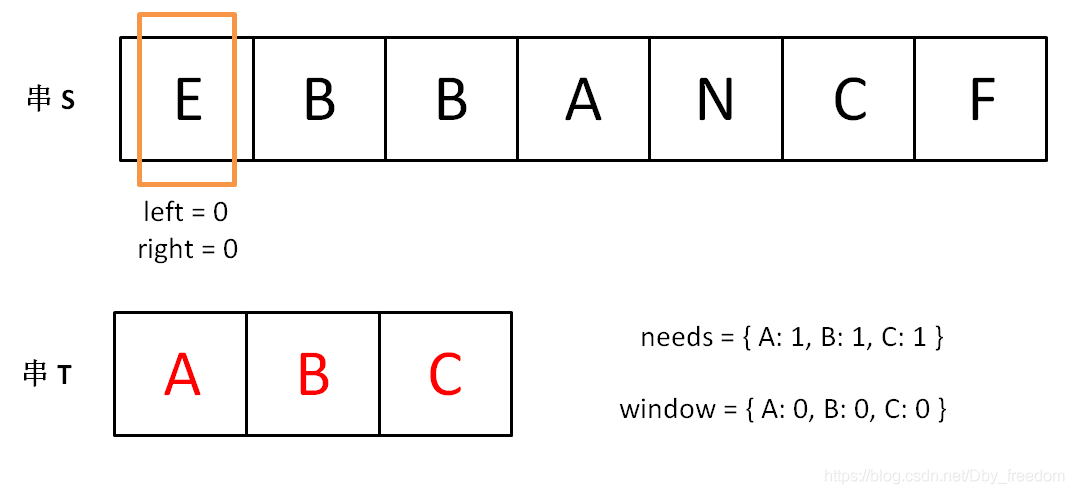 串 S E B B A N C F
left = 0
right = 0
串 T A B C
needs = { A: 1, B: 1, C: 1 }
window = { A: 0, B: 0, C: 0 }
https://blog.csdn.net/Dby_freedom